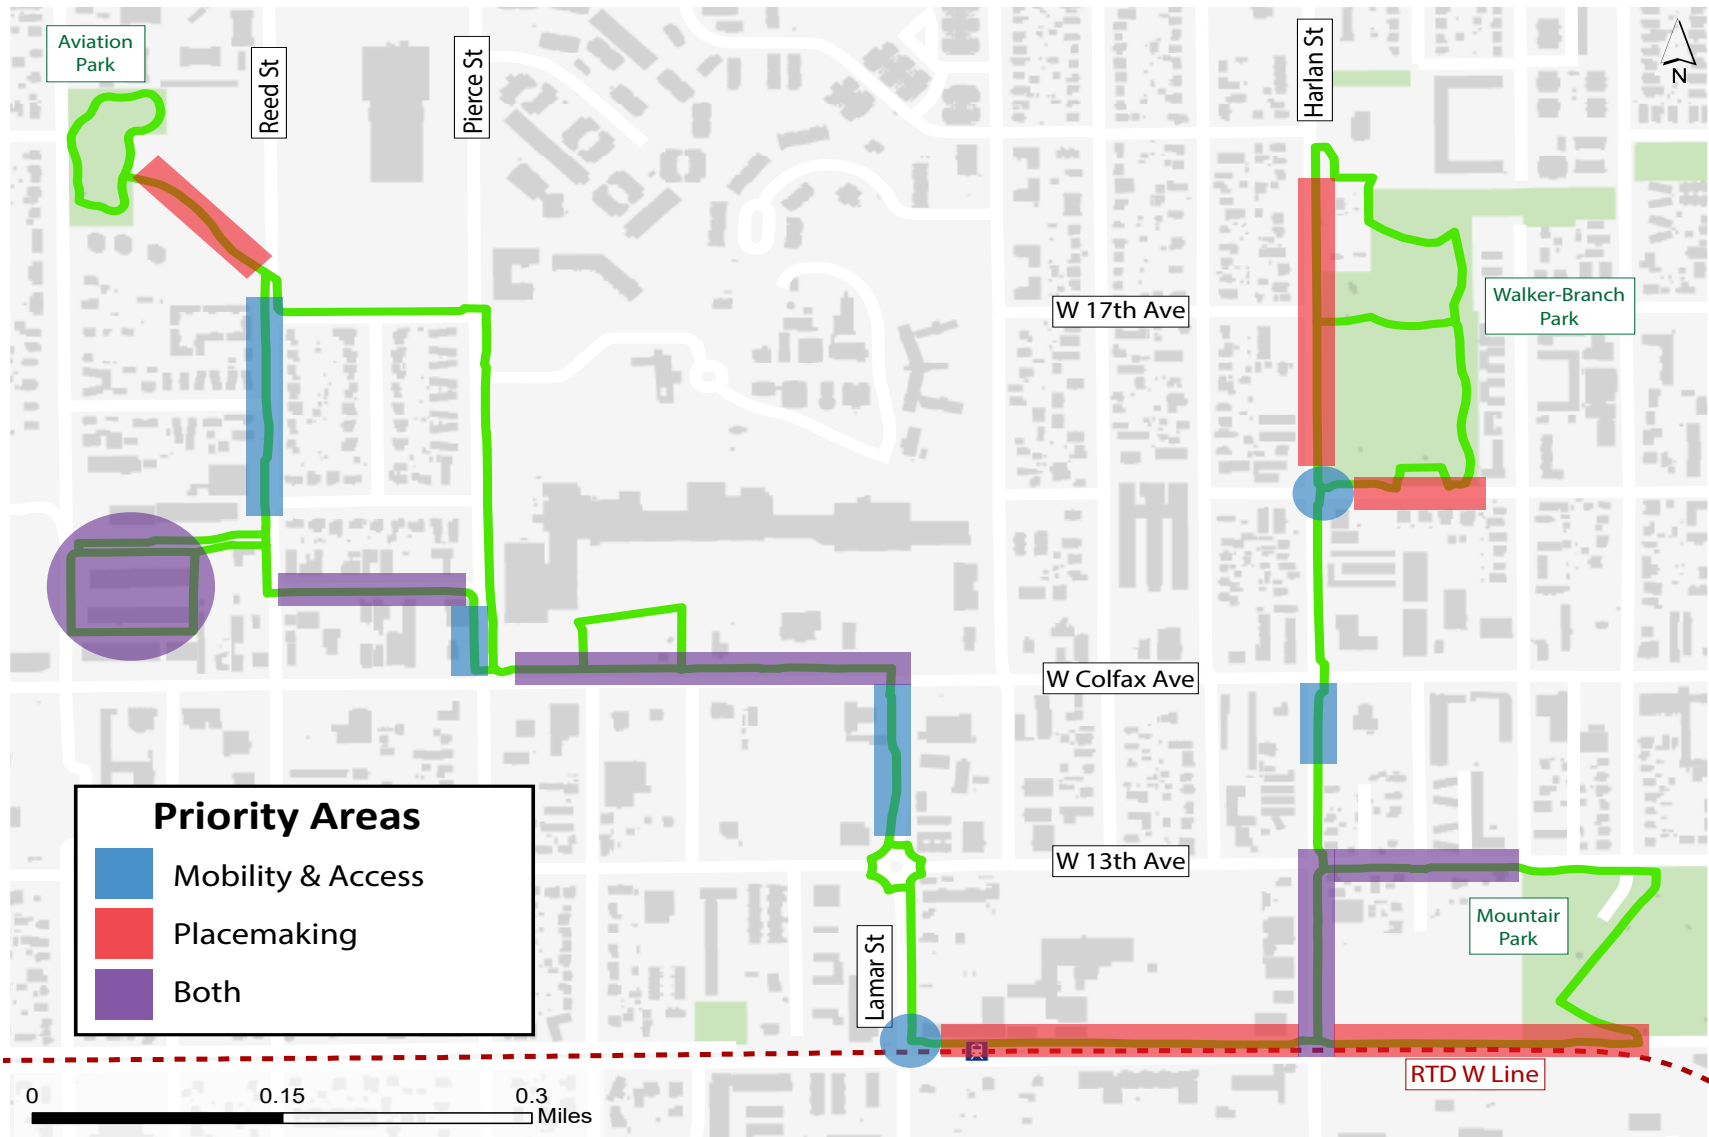 Aviation
Park
Reed St
Pierce St
Harlan St
N
W 17th Ave
Walker-Branch
Park
W Colfax Ave
Priority Areas
Mobility & Access
Placemaking
Both
W 13th Ave
Mountair
Park
Lamar St
RTD W Line
0
0.15
0.3
Miles